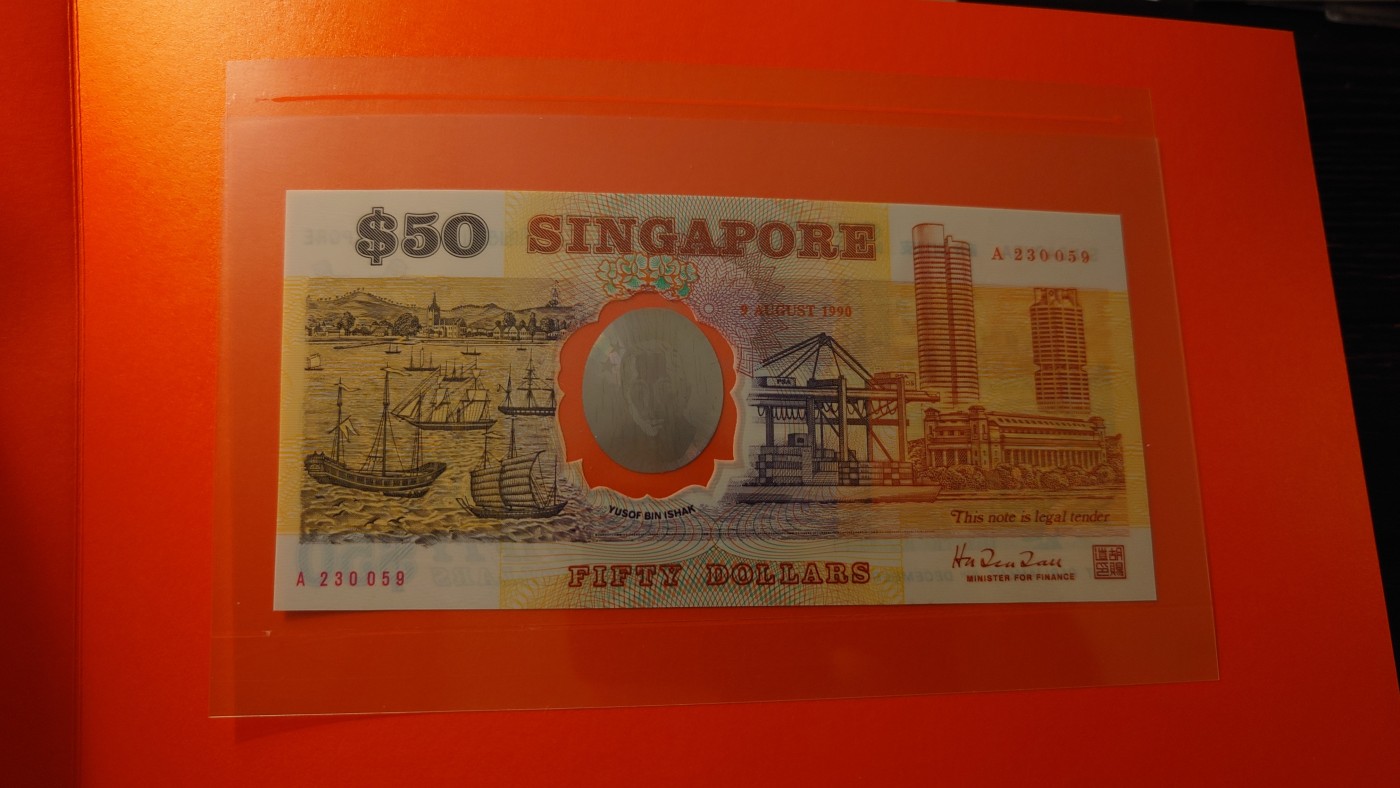 $50 SINGAPORE
A 230059
9 AUGUST 1990
PSA
YUSOF BIN ISHAK
This note is legal tender
A 230059
FIFTY DOLLARS
MINISTER FOR FINANCE